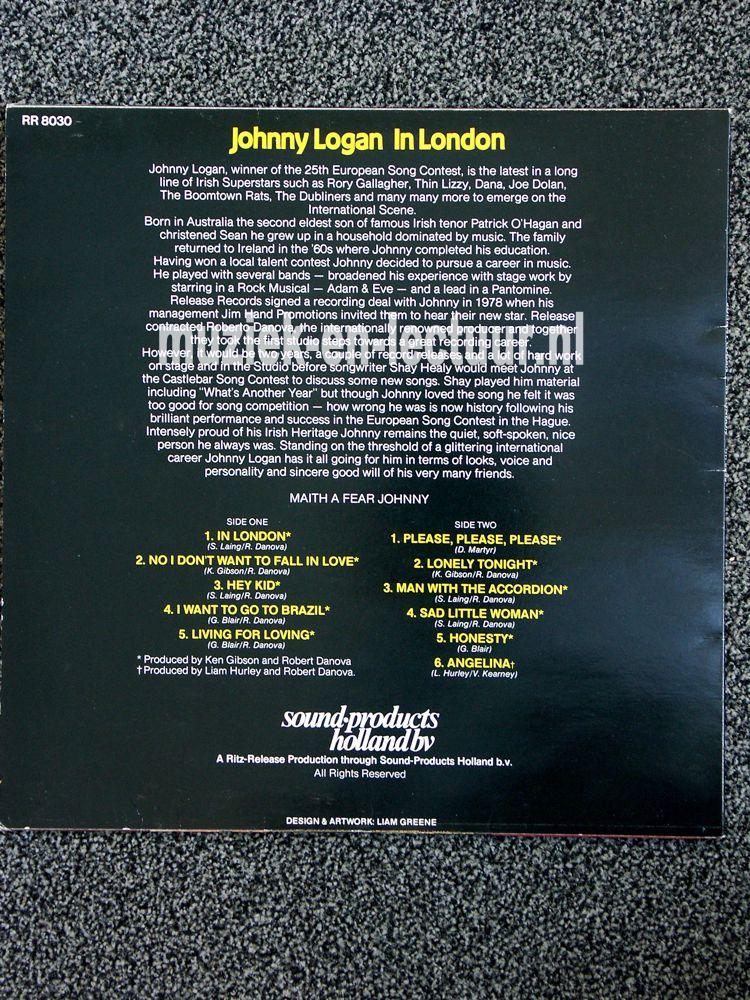 RR 8030
Johnny Logan In London
Johnny Logan, winner of the 25th European Song Contest, is the latest in a long
line of Irish Superstars such as Rory Gallagher, Thin Lizzy, Dana, Joe Dolan,
The Boomtown Rats, The Dubliners and many many more to emerge on the
International Scene.
Born in Australia the second eldest son of famous Irish tenor Patrick O'Hagan and
christened Sean he grew up in a household dominated by music. The family
returned to Ireland in the '60s where Johnny completed his education.
Having won a local talent contest Johnny decided to pursue a career in music.
He played with several bands — broadened his experience with stage work by
starring in a Rock Musical — Adam & Eve — and a lead in a Pantomine.
Release Records signed a recording deal with Johnny in 1978 when his
management Jim Hand Promotions invited them to hear their new star. Release
contracted Roberto Danova, the internationally together
they took the first studio steps towards a great recording career.
However, it would be two years, a couple of record releases and a lot of hard work
on stage and in the Studio before songwriter Shay Healy would meet Johnny at
the Castlebar Song Contest to discuss some new songs. Shay played him material
including "What's Another Year" but though Johnny loved the song he felt it was
too good for song competition — how wrong he was is now history following his
brilliant performance and success in the European Song Contest in the Hague.
Intensely proud of his Irish Heritage Johnny remains the quiet, soft-spoken, nice
person he always was. Standing on the threshold of a glittering international
career Johnny Logan has it all going for him in terms of looks, voice and
personality and sincere good will of his very many friends.
muziek-en-lectuur.nl
MAITH A FEAR JOHNNY
SIDE ONE
1. IN LONDON*
(S. Laing/R. Danova)
2. NO I DON'T WANT TO FALL IN LOVE*
(K. Gibson/R. Danova)
3. HEY KID*
(S. Laing/R. Danova)
4. I WANT TO GO TO BRAZIL*
(G. Blair/R. Danova)
5. LIVING FOR LOVING*
(G. Blair/R. Danova)
* Produced by Ken Gibson and Robert Danova
† Produced by Liam Hurley and Robert Danova.
SIDE TWO
1. PLEASE, PLEASE, PLEASE*
(D. Martyr)
2. LONELY TONIGHT*
(K. Gibson/R. Danova)
3. MAN WITH THE ACCORDION*
(S. Laing/R. Danova)
4. SAD LITTLE WOMAN*
(S. Laing/R. Danova)
5. HONESTY*
(G. Blair)
6. ANGELINA†
(L. Hurley/V. Kearney)
sound-products
holland bv
A Ritz-Release Production through Sound-Products Holland b.v.
All Rights Reserved
DESIGN & ARTWORK: LIAM GREENE